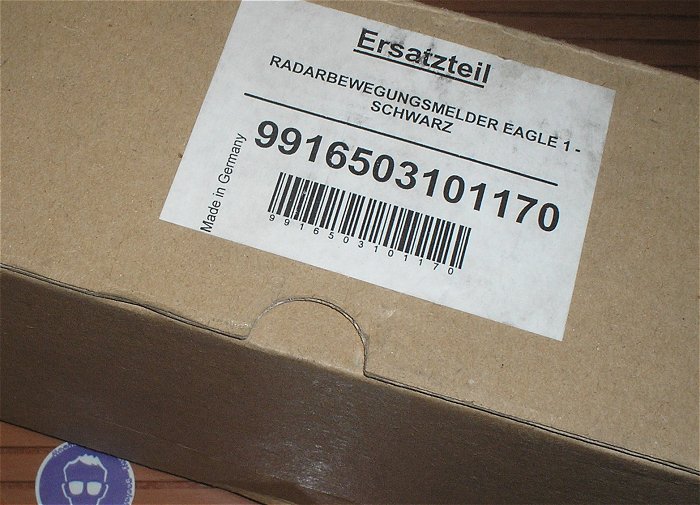 Ersatzteil
RADARBEWEGUNGSMELDER EAGLE 1 -
SCHWARZ
9916503101170
Made in Germany
9916503101170